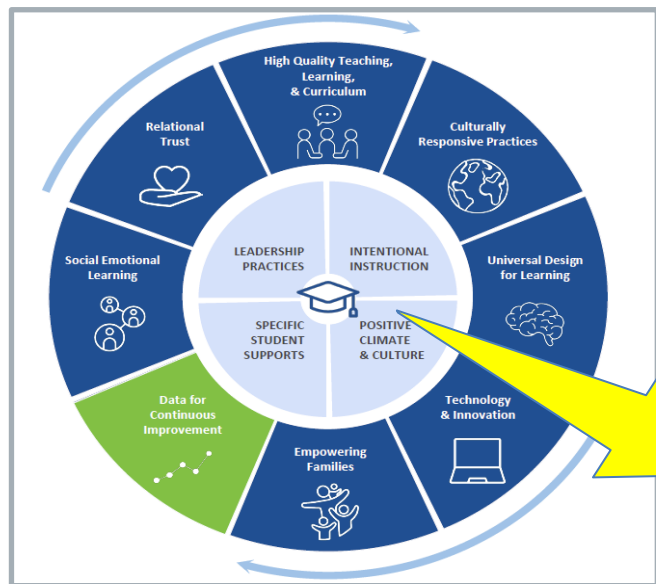 High Quality Teaching,
Learning,
& Curriculum
Culturally
Responsive Practices
Universal Design
for Learning
Technology
& Innovation
Empowering
Families
Data for
Continuous
Improvement
Social Emotional
Learning
Relational
Trust
LEADERSHIP
PRACTICES
INTENTIONAL
INSTRUCTION
SPECIFIC
STUDENT
SUPPORTS
POSITIVE
CLIMATE
& CULTURE